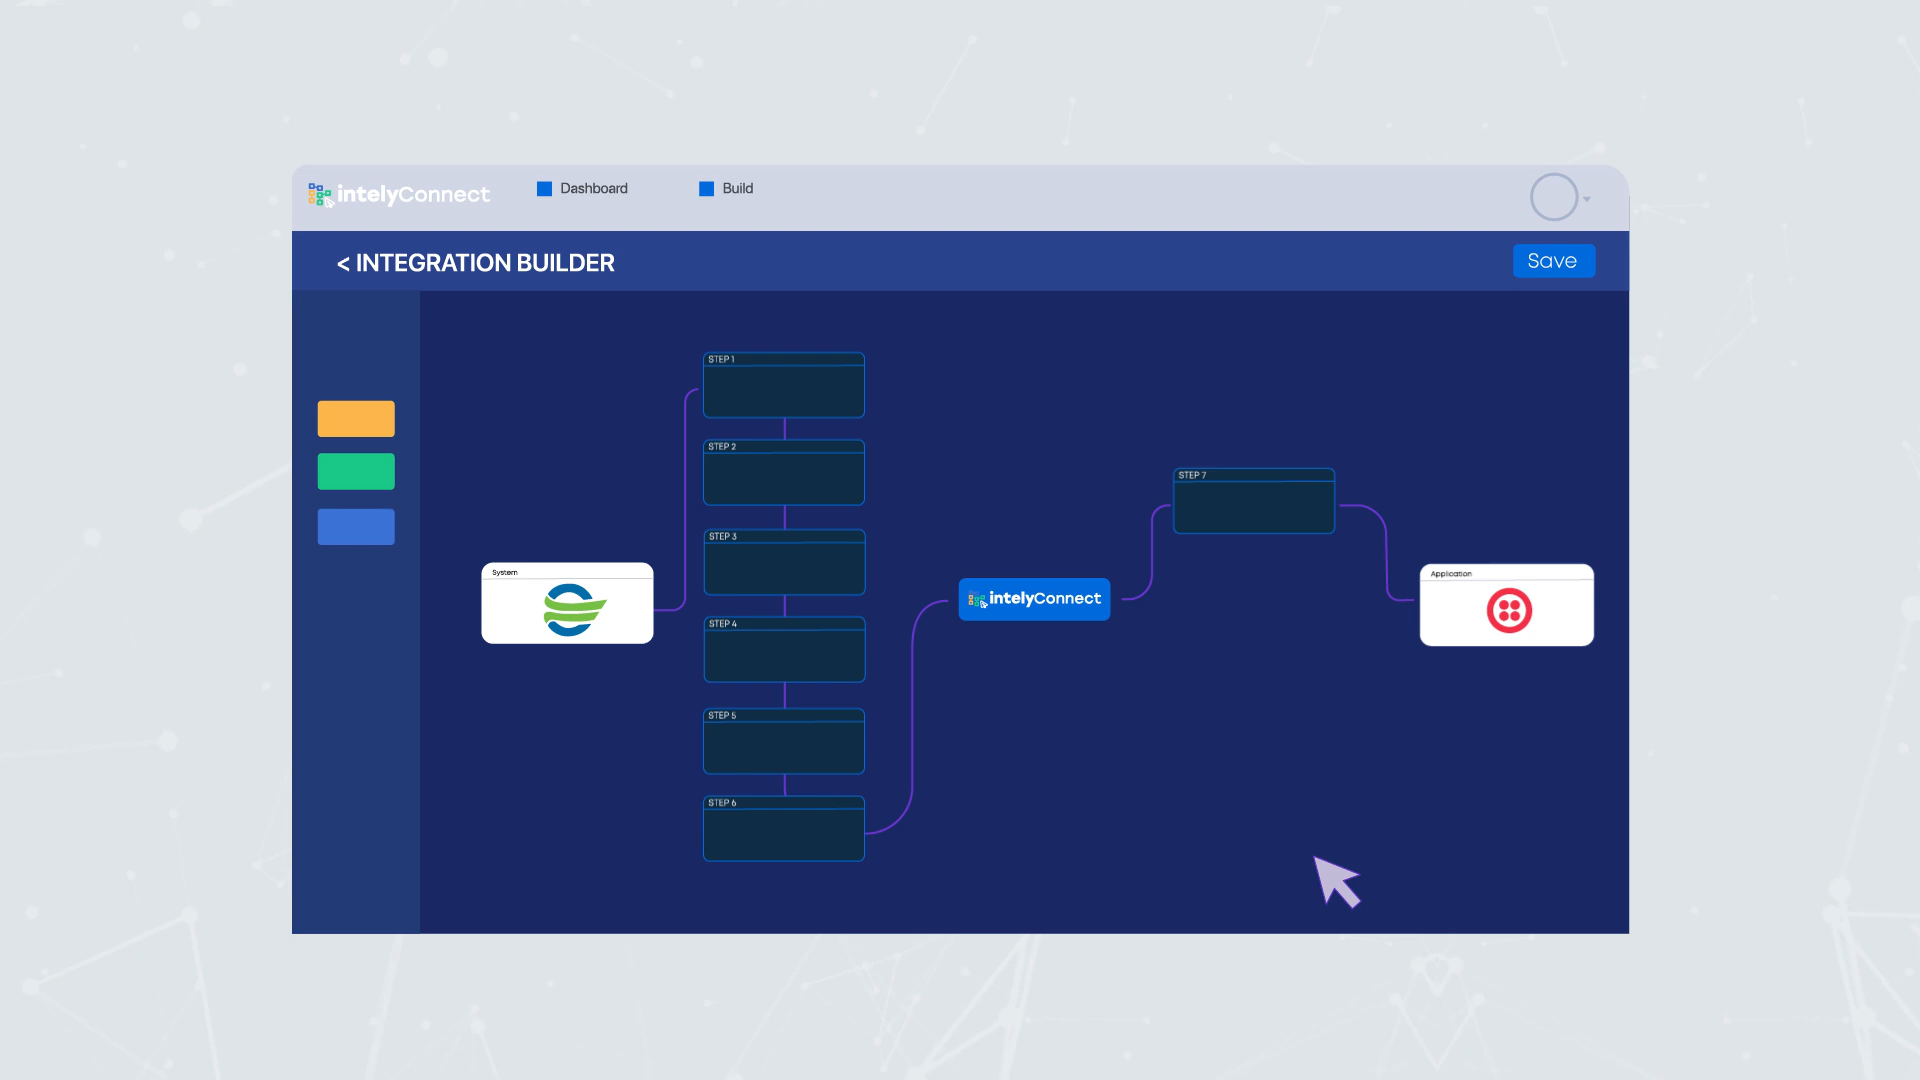 intelyConnect
Dashboard
Build
< INTEGRATION BUILDER
Save
STEP 1
STEP 2
STEP 3
STEP 4
STEP 5
STEP 6
System
intelyConnect
STEP 7
Application